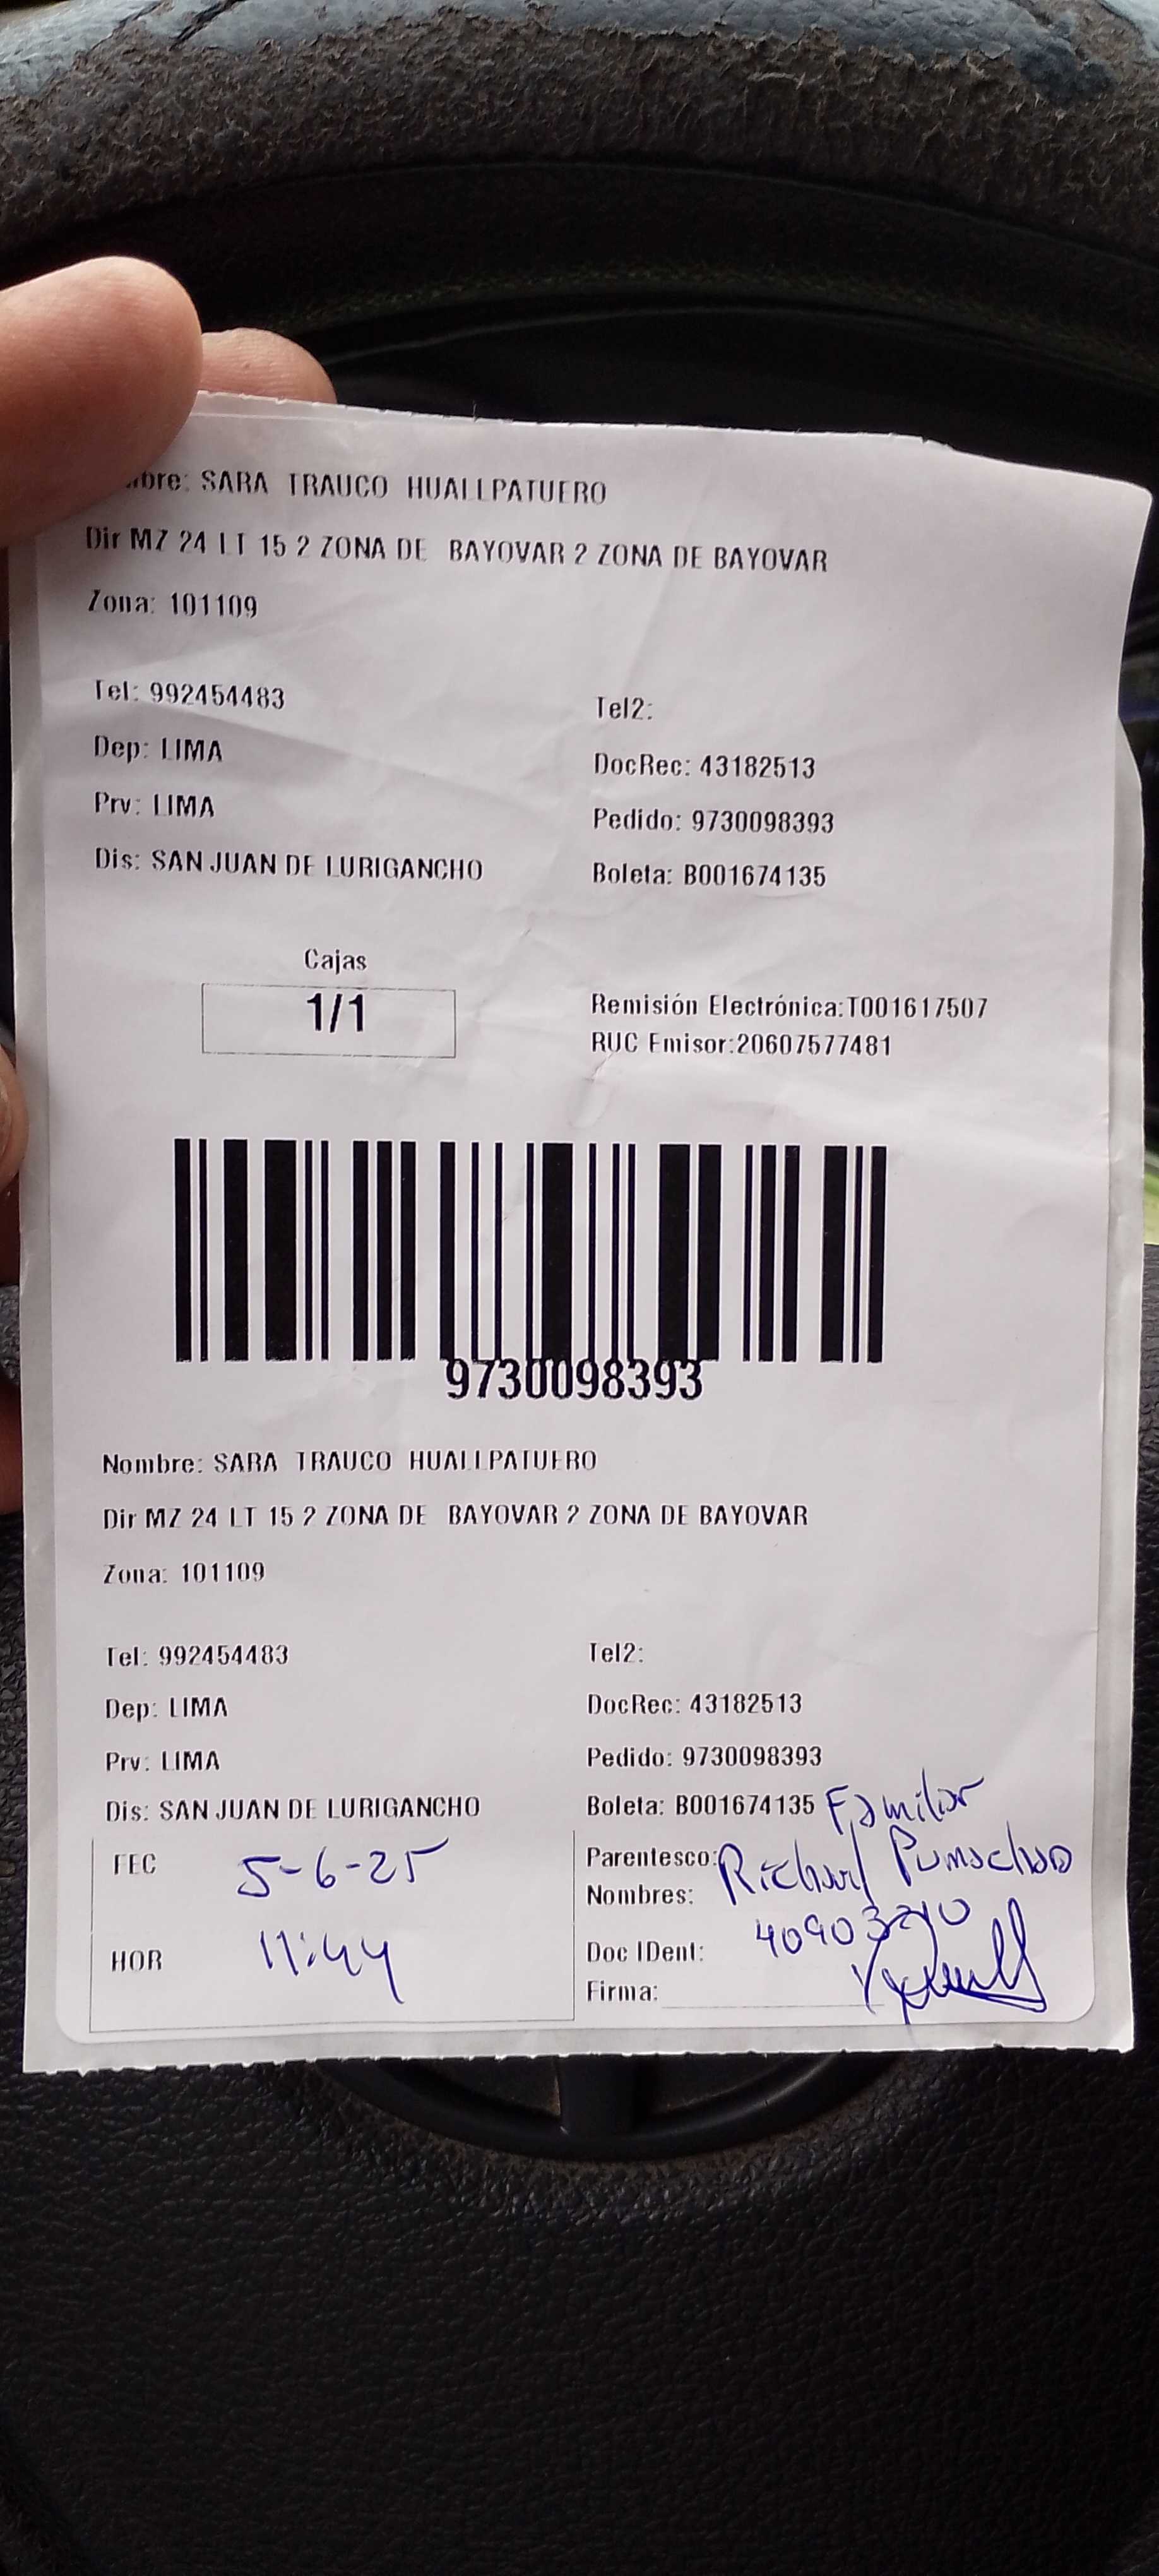 bre: SARA TRAUCO HUALLPATUERO
Dir MZ 24 LT 15 2 ZONA DE BAYOVAR 2 ZONA DE BAYOVAR
Zona: 101109
Tel: 992454483 Tel2:
Dep: LIMA DocRec: 43182513
Prv: LIMA Pedido: 9730098393
Dis: SAN JUAN DE LURIGANCHO Boleta: B001674135
Cajas
1/1
Remisión Electrónica:T001617507
RUC Emisor:20607577481
9730098393
Nombre: SARA TRAUCO HUALLPATUERO
Dir MZ 24 LT 15 2 ZONA DE BAYOVAR 2 ZONA DE BAYOVAR
Zona: 101109
Tel: 992454483 Tel2:
Dep: LIMA DocRec: 43182513
Prv: LIMA Pedido: 9730098393
Dis: SAN JUAN DE LURIGANCHO Boleta: B001674135 Familiar
FEC 5-6-25 Parentesco:
Nombres: Richard
HOR 11:44 Doc IDent:
Firma: